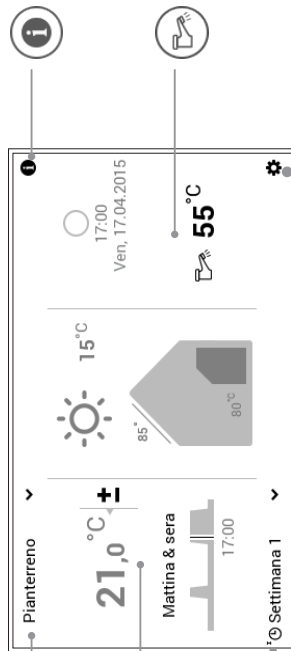 Pianterreno
21,0 °C
±
Mattina & sera
17:00
Settimana 1
15°C
85°
80°C
17:00
Ven, 17.04.2015
55°C